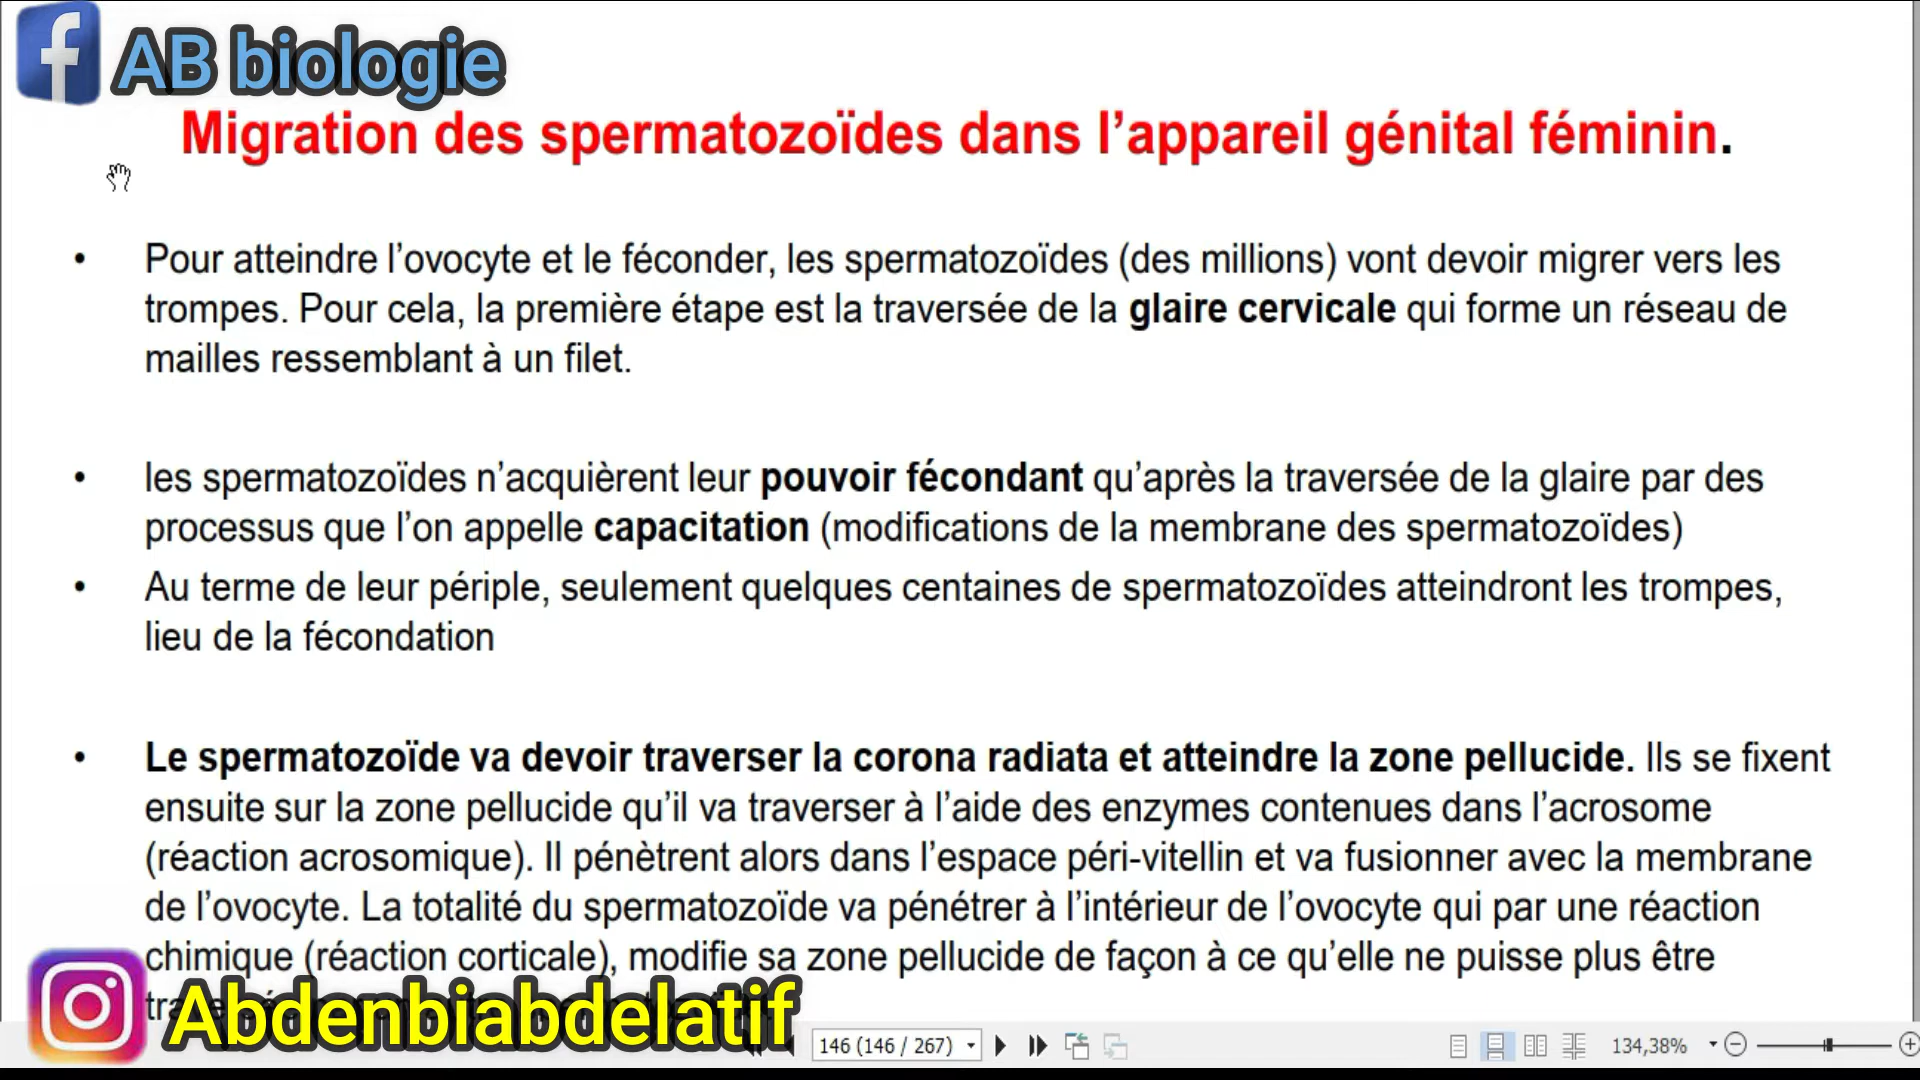 AB biologie
Migration des spermatozoïdes dans l’appareil génital féminin.
• Pour atteindre l’ovocyte et le féconder, les spermatozoïdes (des millions) vont devoir migrer vers les
trompes. Pour cela, la première étape est la traversée de la glaire cervicale qui forme un réseau de
mailles ressemblant à un filet.
• les spermatozoïdes n’acquièrent leur pouvoir fécondant qu’après la traversée de la glaire par des
processus que l’on appelle capacitation (modifications de la membrane des spermatozoïdes)
• Au terme de leur périple, seulement quelques centaines de spermatozoïdes atteindront les trompes,
lieu de la fécondation
• Le spermatozoïde va devoir traverser la corona radiata et atteindre la zone pellucide. Ils se fixent
ensuite sur la zone pellucide qu’il va traverser à l’aide des enzymes contenues dans l’acrosome
(réaction acrosomique). Il pénètrent alors dans l’espace péri-vitellin et va fusionner avec la membrane
de l’ovocyte. La totalité du spermatozoïde va pénétrer à l’intérieur de l’ovocyte qui par une réaction
chimique (réaction corticale), modifie sa zone pellucide de façon à ce qu’elle ne puisse plus être
Abdenbiabdelatif
146 (146 / 267)
134,38%